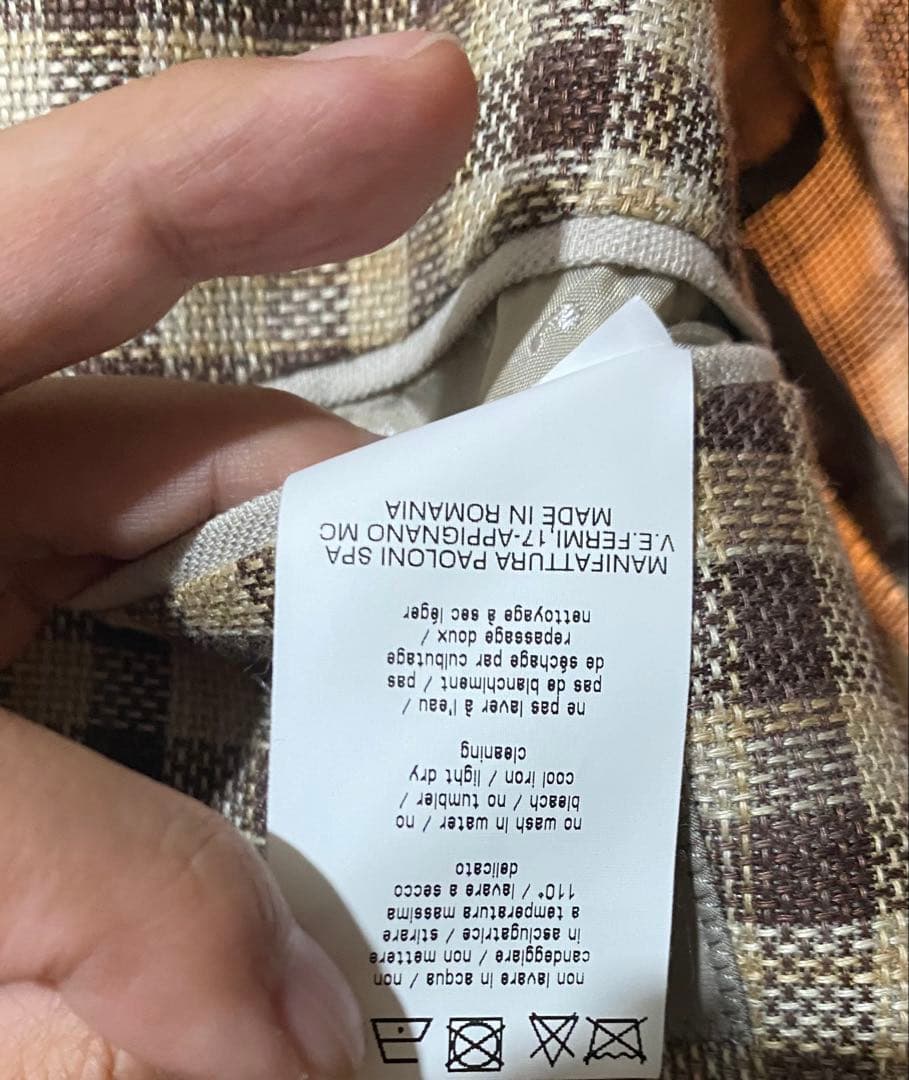 non lavare in acqua / non
candeggiare / non mettere
in asciugatrice / stirare
a temperatura massima
110° / lavare a secco
delicato
no wash in water / no
bleach / no tumbler /
cool iron / light dry
cleaning
ne pas laver à l'eau /
pas de blanchiment / pas
de séchage par culbutage
repassage doux /
nettoyage à sec léger
MANIFATTURA PAOLONI SPA
V.E.FERMI,17-APPIGNANO MC
MADE IN ROMANIA